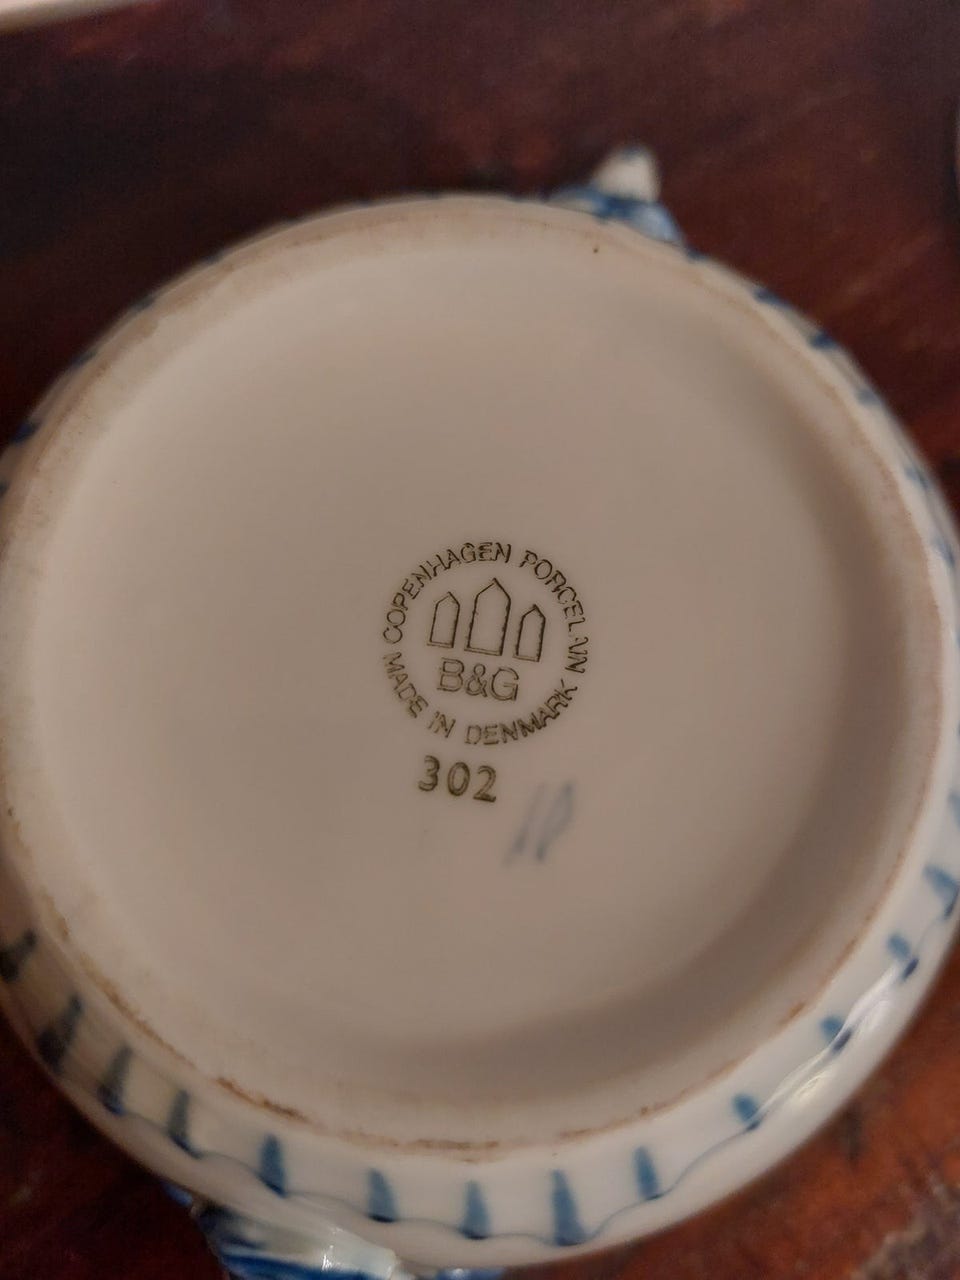 COPENHAGEN PORCELAIN
B&G
MADE IN DENMARK
302